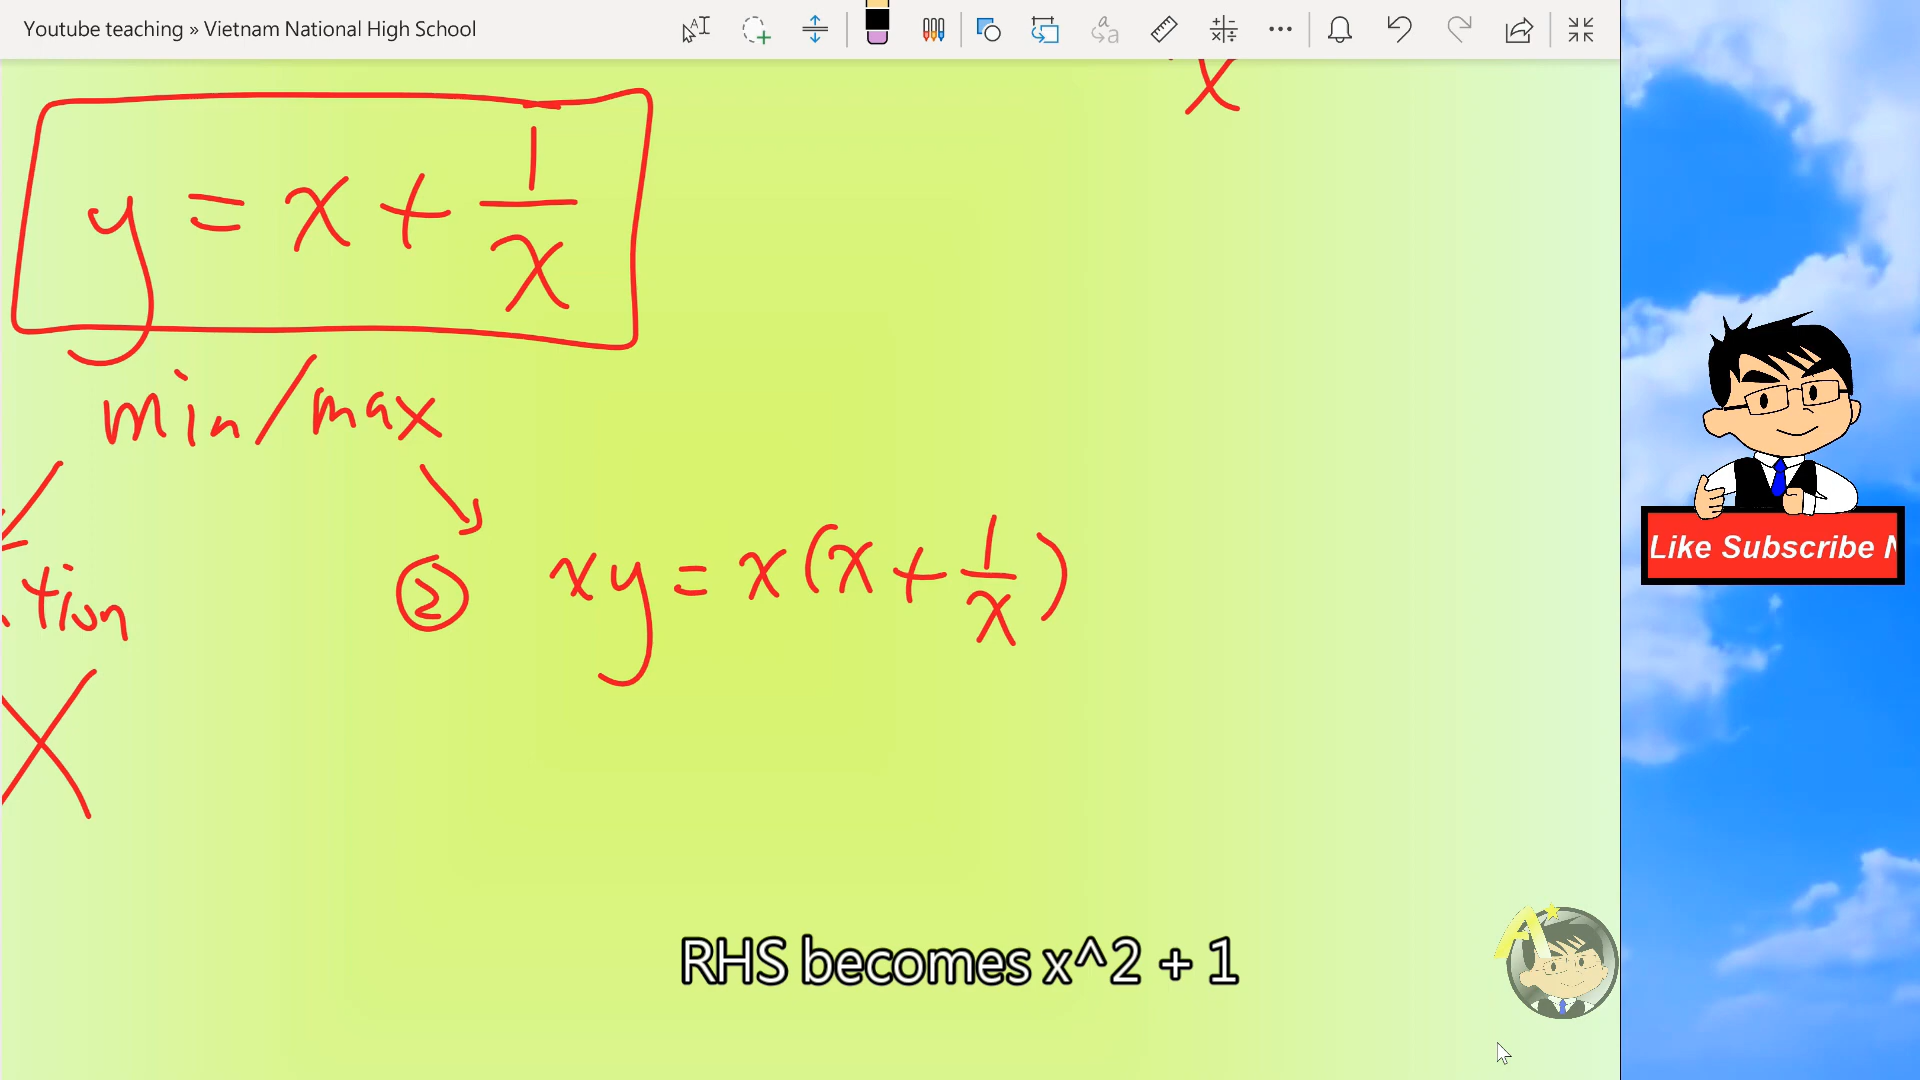 Youtube teaching » Vietnam National High School
x
y = x + 1/x
min/max
tion
② xy = x(x + 1/x)
X
Like Subscribe
RHS becomes x^2 + 1
A